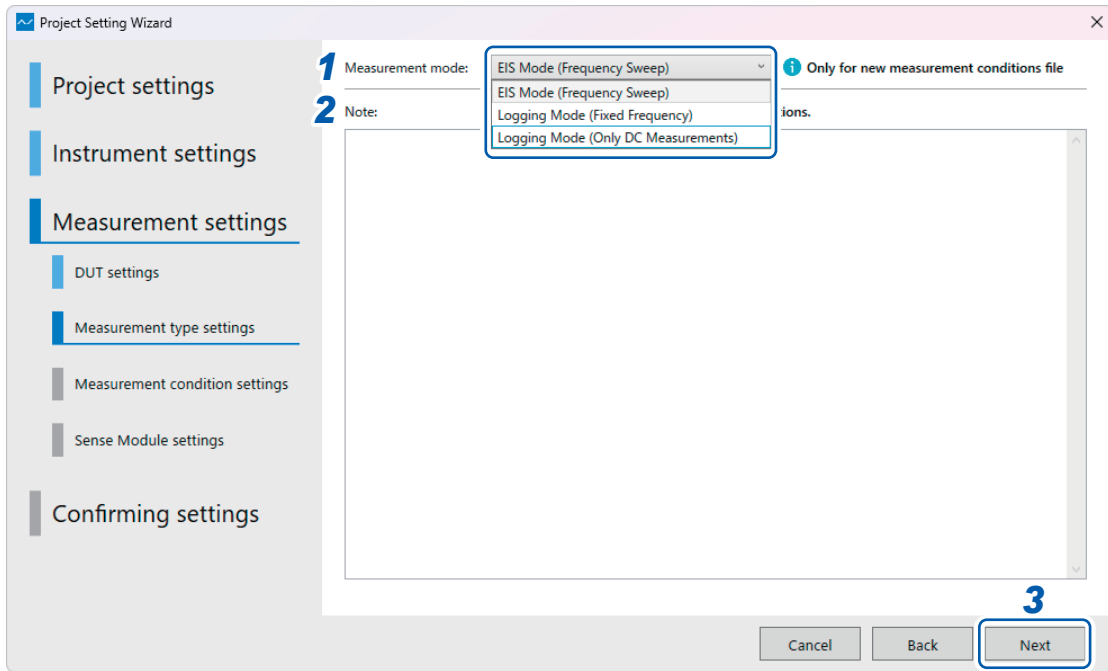 Project Setting Wizard
Project settings
Instrument settings
Measurement settings
DUT settings
Measurement type settings
Measurement condition settings
Sense Module settings
Confirming settings
1 Measurement mode: EIS Mode (Frequency Sweep) Only for new measurement conditions file
EIS Mode (Frequency Sweep)
Logging Mode (Fixed Frequency)
Logging Mode (Only DC Measurements)
2 Note: tions.
3
Cancel Back Next